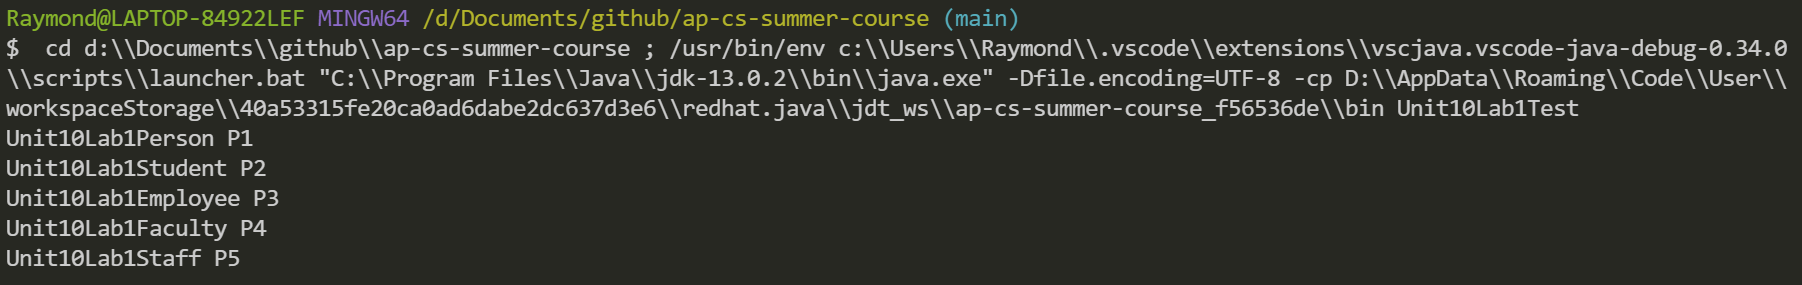 Raymond@LAPTOP-84922LEF MINGW64 /d/Documents/github/ap-cs-summer-course (main)
$  cd d:\\Documents\\github\\ap-cs-summer-course ; /usr/bin/env c:\\Users\\Raymond\\.vscode\\extensions\\vscjava.vscode-java-debug-0.34.0
\\scripts\\launcher.bat "C:\\Program Files\\Java\\jdk-13.0.2\\bin\\java.exe" -Dfile.encoding=UTF-8 -cp D:\\AppData\\Roaming\\Code\\User\\
workspaceStorage\\40a53315fe20ca0ad6dabe2dc637d3e6\\redhat.java\\jdt_ws\\ap-cs-summer-course_f56536de\\bin Unit10Lab1Test
Unit10Lab1Person P1
Unit10Lab1Student P2
Unit10Lab1Employee P3
Unit10Lab1Faculty P4
Unit10Lab1Staff P5